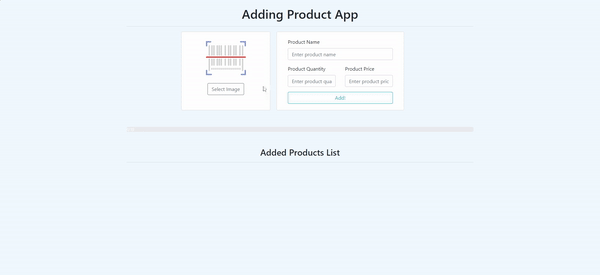 Adding Product App
Select Image
Product Name
Enter product name
Product Quantity Product Price
Enter product qua Enter product pric
Add!
Added Products List